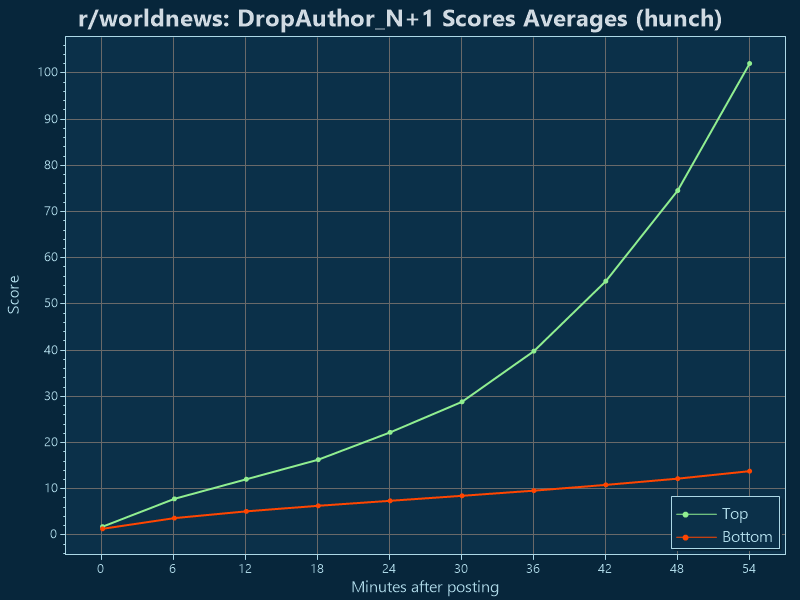 r/worldnews: DropAuthor_N+1 Scores Averages (hunch)
100
90
80
70
60
50
40
30
20
10
0
Score
Top
Bottom
0 6 12 18 24 30 36 42 48 54
Minutes after posting